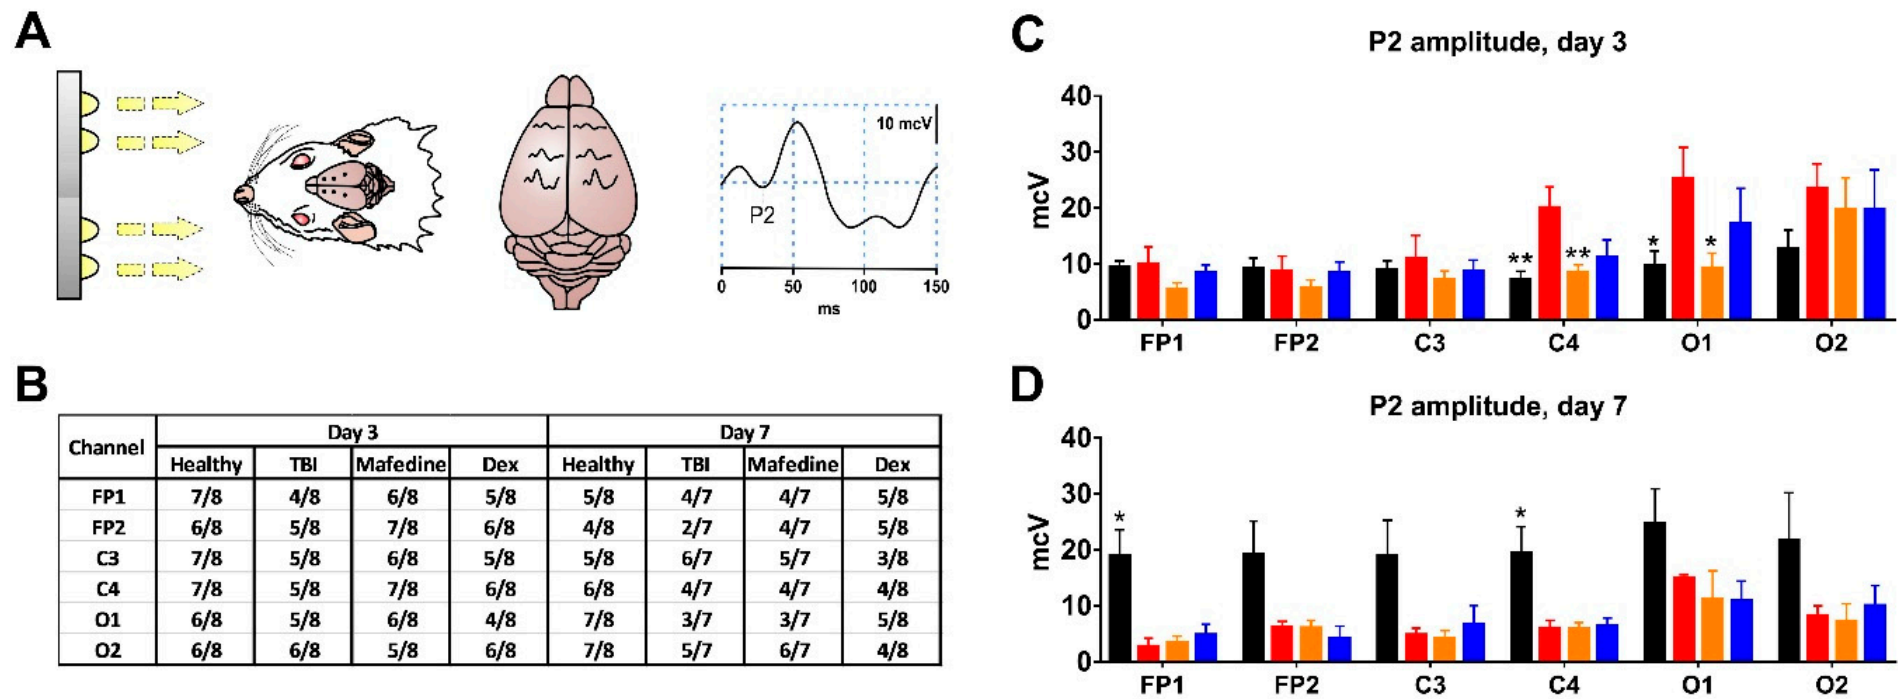 A
10 mcV
P2
0 50 100 150
ms
B
Channel Day 3 Day 7
Healthy TBI Mafedine Dex Healthy TBI Mafedine Dex
FP1 7/8 4/8 6/8 5/8 5/8 4/7 4/7 5/8
FP2 6/8 5/8 7/8 6/8 4/8 2/7 4/7 5/8
C3 7/8 5/8 6/8 5/8 5/8 6/7 5/7 3/8
C4 7/8 5/8 7/8 6/8 6/8 4/7 4/7 4/8
O1 6/8 5/8 6/8 4/8 7/8 3/7 3/7 5/8
O2 6/8 6/8 5/8 6/8 7/8 5/7 6/7 4/8
C
P2 amplitude, day 3
mcV
40
30
20
10
0
** ** * *
FP1 FP2 C3 C4 O1 O2
D
P2 amplitude, day 7
mcV
40
30
20
10
0
* *
FP1 FP2 C3 C4 O1 O2